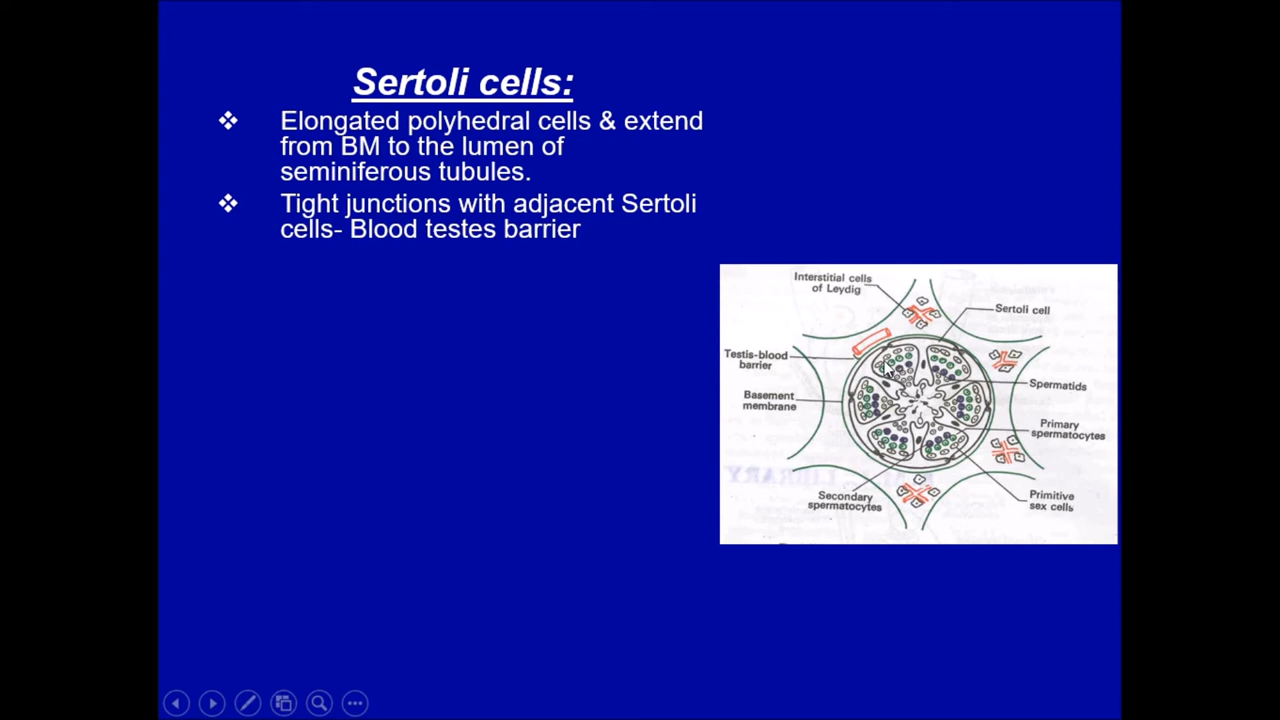 Sertoli cells:
❖ Elongated polyhedral cells & extend
from BM to the lumen of
seminiferous tubules.
❖ Tight junctions with adjacent Sertoli
cells- Blood testes barrier
Interstitial cells
of Leydig
Sertoli cell
Testis-blood
barrier
Spermatids
Basement
membrane
Primary
spermatocytes
Secondary
spermatocytes
Primitive
sex cells